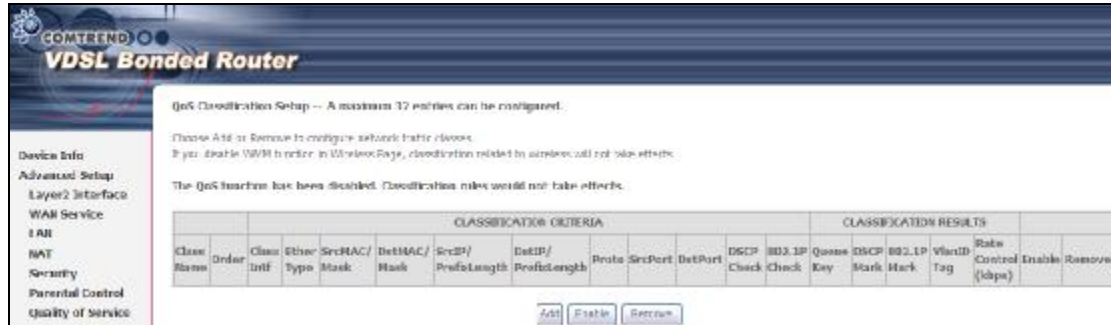 COMTREND
VDSL Bonded Router
QoS Classification Setup -- A maximum 32 entries can be configured.
Choose Add or Remove to configure network traffic classes.
If you disable WMM function in Wireless Page, classification related to wireless will not take effects
The QoS function has been disabled. Classification rules would not take effects.
Device Info
Advanced Setup
Layer2 Interface
WAN Service
LAN
NAT
Security
Parental Control
Quality of Service
CLASSIFICATION CRITERIA
CLASSIFICATION RESULTS
Class Name
Order
Class Intf
Ether Type
SrcMAC/ Mask
DstMAC/ Mask
SrcIP/ PrefixLength
DstIP/ PrefixLength
Proto
SrcPort
DstPort
DSCP Check
802.1P Check
Queue Key
DSCP Mark
802.1P Mark
VlanID Tag
Rate Control (kbps)
Enable
Remove
Add
Enable
Remove